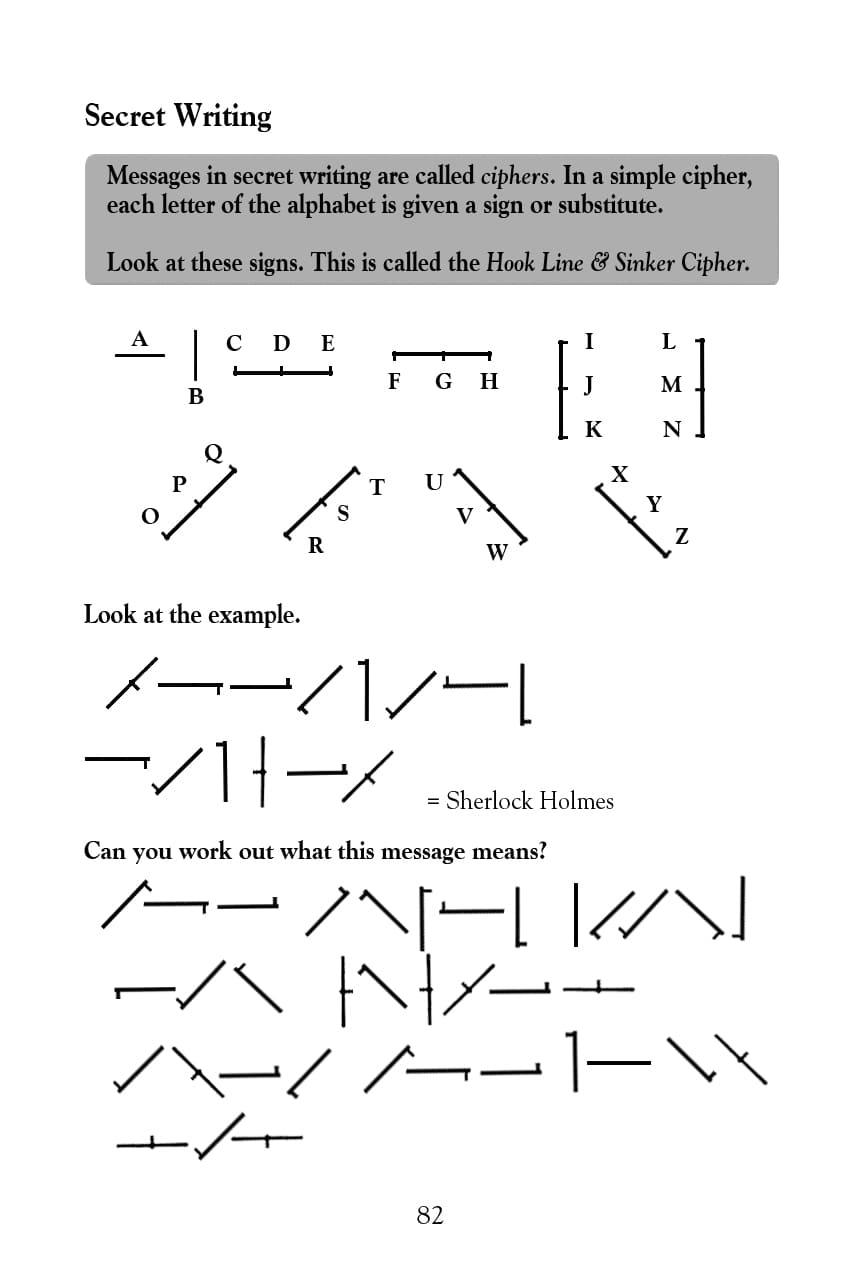 Secret Writing
Messages in secret writing are called ciphers. In a simple cipher,
each letter of the alphabet is given a sign or substitute.
Look at these signs. This is called the Hook Line & Sinker Cipher.
A B C D E F G H I J K L M N
O P Q R S T U V W X Y Z
Look at the example.
= Sherlock Holmes
Can you work out what this message means?
82